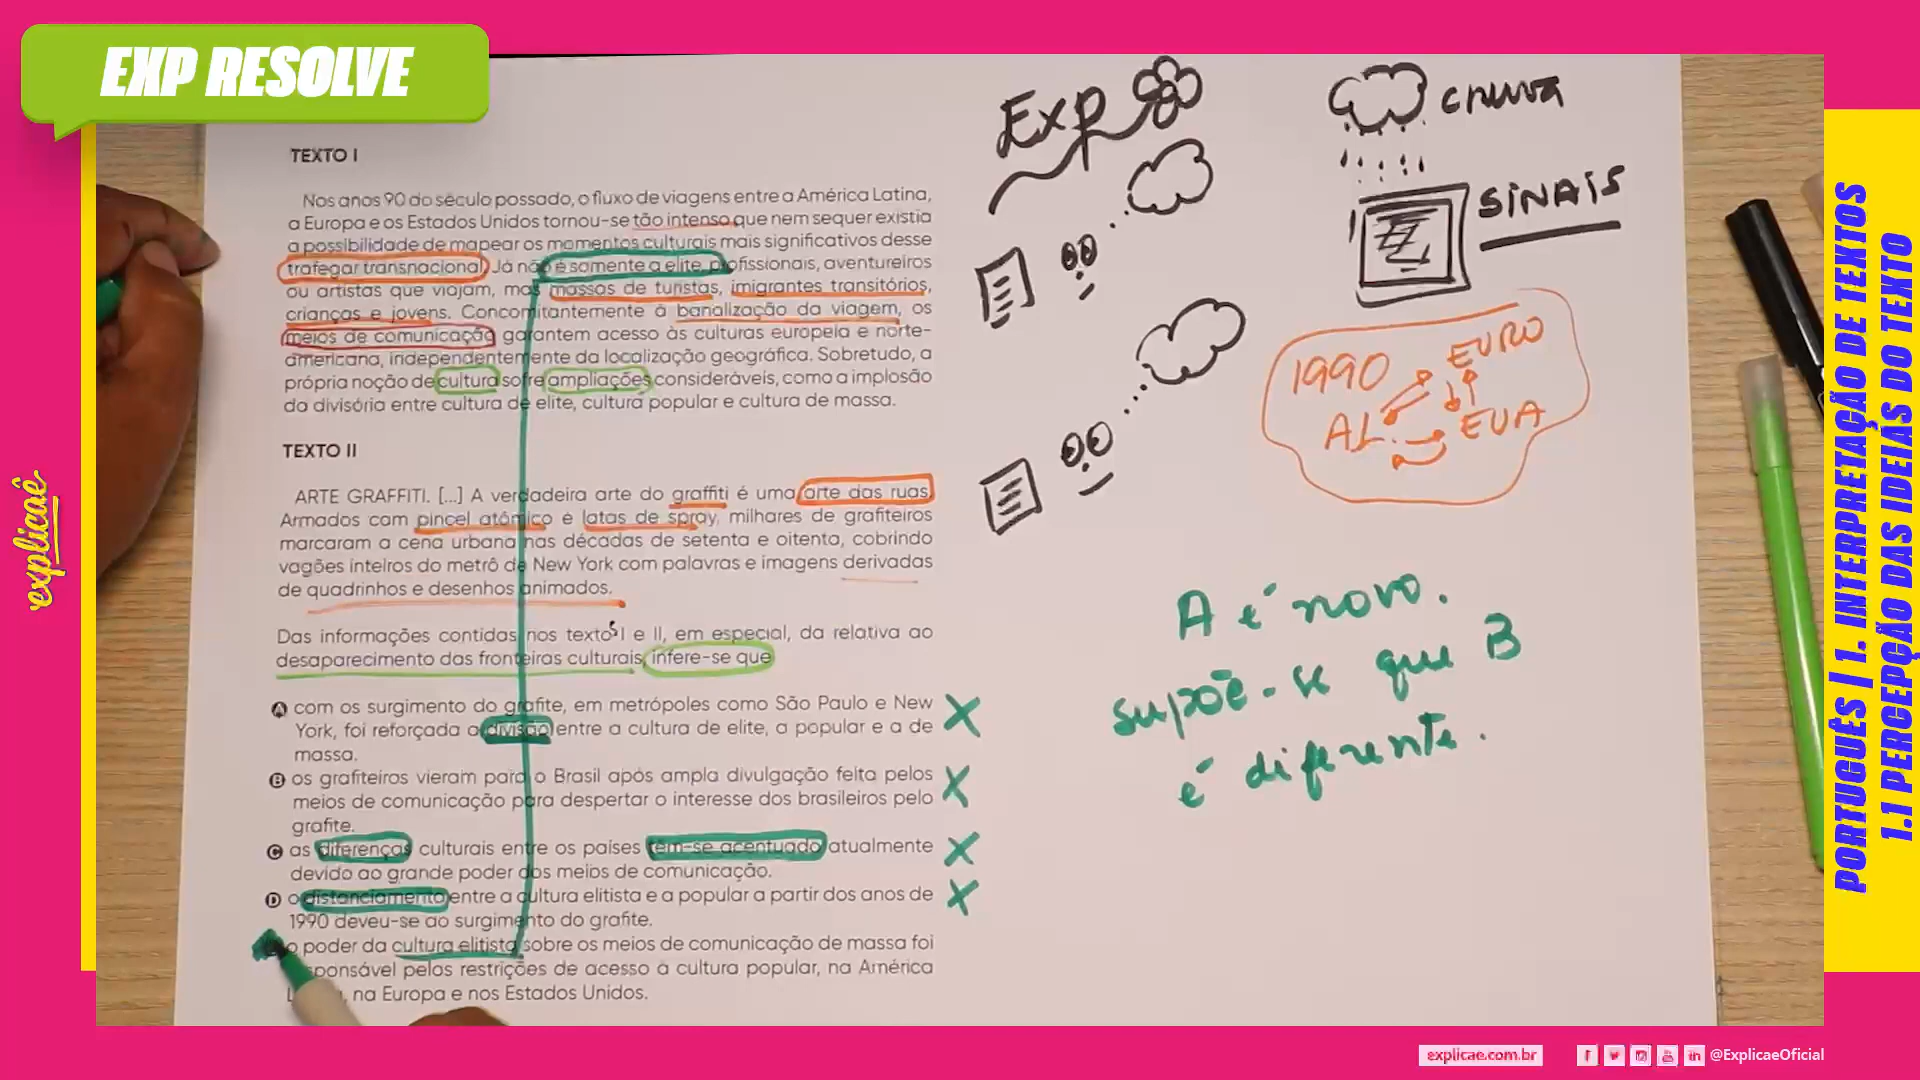 EXP RESOLVE
TEXTO I
Nos anos 90 do século passado, o fluxo de viagens entre a América Latina,
a Europa e os Estados Unidos tornou-se tão intenso que nem sequer existia
a possibilidade de mapear os momentos culturais mais significativos desse
trafegar transnacional. Já não é somente a elite, profissionais, aventureiros
ou artistas que viajam, mas massas de turistas, imigrantes transitórios,
crianças e jovens. Concomitantemente à banalização da viagem, os
meios de comunicação garantem acesso às culturas europeia e norte-
americana, independentemente da localização geográfica. Sobretudo, a
própria noção de cultura sofre ampliações consideráveis, como a implosão
da divisória entre cultura de elite, cultura popular e cultura de massa.
TEXTO II
ARTE GRAFFITI. [...] A verdadeira arte do graffiti é uma arte das ruas.
Armados com pincel atômico e latas de spray, milhares de grafiteiros
marcaram a cena urbana nas décadas de setenta e oitenta, cobrindo
vagões inteiros do metrô de New York com palavras e imagens derivadas
de quadrinhos e desenhos animados.
Das informações contidas nos textos I e II, em especial, da relativa ao
desaparecimento das fronteiras culturais, infere-se que
A com os surgimento do grafite, em metrópoles como São Paulo e New
York, foi reforçada a divisão entre a cultura de elite, a popular e a de
massa.
B os grafiteiros vieram para o Brasil após ampla divulgação feita pelos
meios de comunicação para despertar o interesse dos brasileiros pelo
grafite.
C as diferenças culturais entre os países têm-se acentuado atualmente
devido ao grande poder dos meios de comunicação.
D o distanciamento entre a cultura elitista e a popular a partir dos anos de
1990 deveu-se ao surgimento do grafite.
o poder da cultura elitista sobre os meios de comunicação de massa foi
sponsável pelas restrições de acesso à cultura popular, na América
, na Europa e nos Estados Unidos.
X
X
X
X
Exp
chuva
SINAIS
1990 EURO
AL EUA
A é novo.
supõe-se que B
é diferente.
explicaê
PORTUGUÊS | 1. INTERPRETAÇÃO DE TEXTOS
1.1 PERCEPÇÃO DAS IDEIAS DO TEXTO
explicae.com.br
@ExplicaeOficial